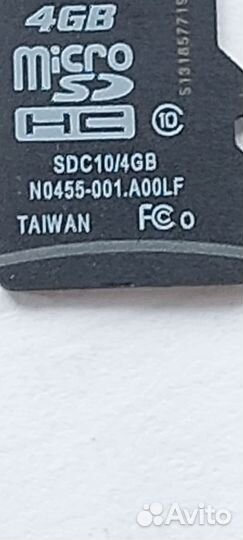 4GB
micro
SD
HC 10
SDC10/4GB
N0455-001.A00LF
TAIWAN FC O
Avito